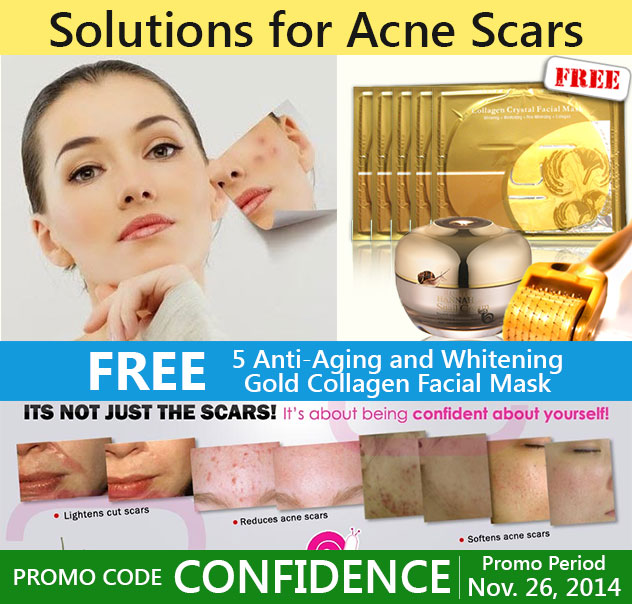 Solutions for Acne Scars
FREE
Collagen Crystal Facial Mask
FREE
5 Anti-Aging and Whitening
Gold Collagen Facial Mask
ITS NOT JUST THE SCARS! It's about being confident about yourself!
Lightens cut scars
Reduces acne scars
Softens acne scars
PROMO CODE CONFIDENCE
Promo Period
Nov. 26, 2014